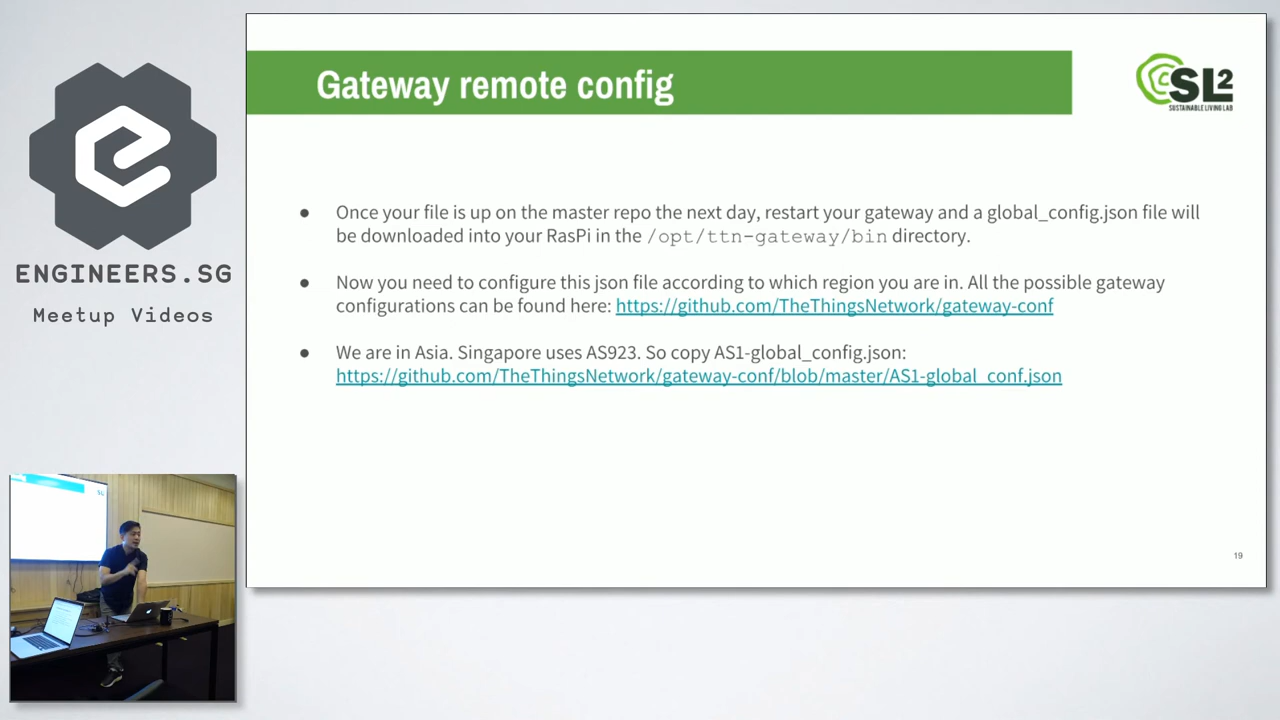 Gateway remote config
CSL2
SUSTAINABLE LIVING LAB
ENGINEERS.SG
Meetup Videos
● Once your file is up on the master repo the next day, restart your gateway and a global_config.json file will
be downloaded into your RasPi in the /opt/ttn-gateway/bin directory.
● Now you need to configure this json file according to which region you are in. All the possible gateway
configurations can be found here: https://github.com/TheThingsNetwork/gateway-conf
● We are in Asia. Singapore uses AS923. So copy AS1-global_config.json:
https://github.com/TheThingsNetwork/gateway-conf/blob/master/AS1-global_conf.json
19